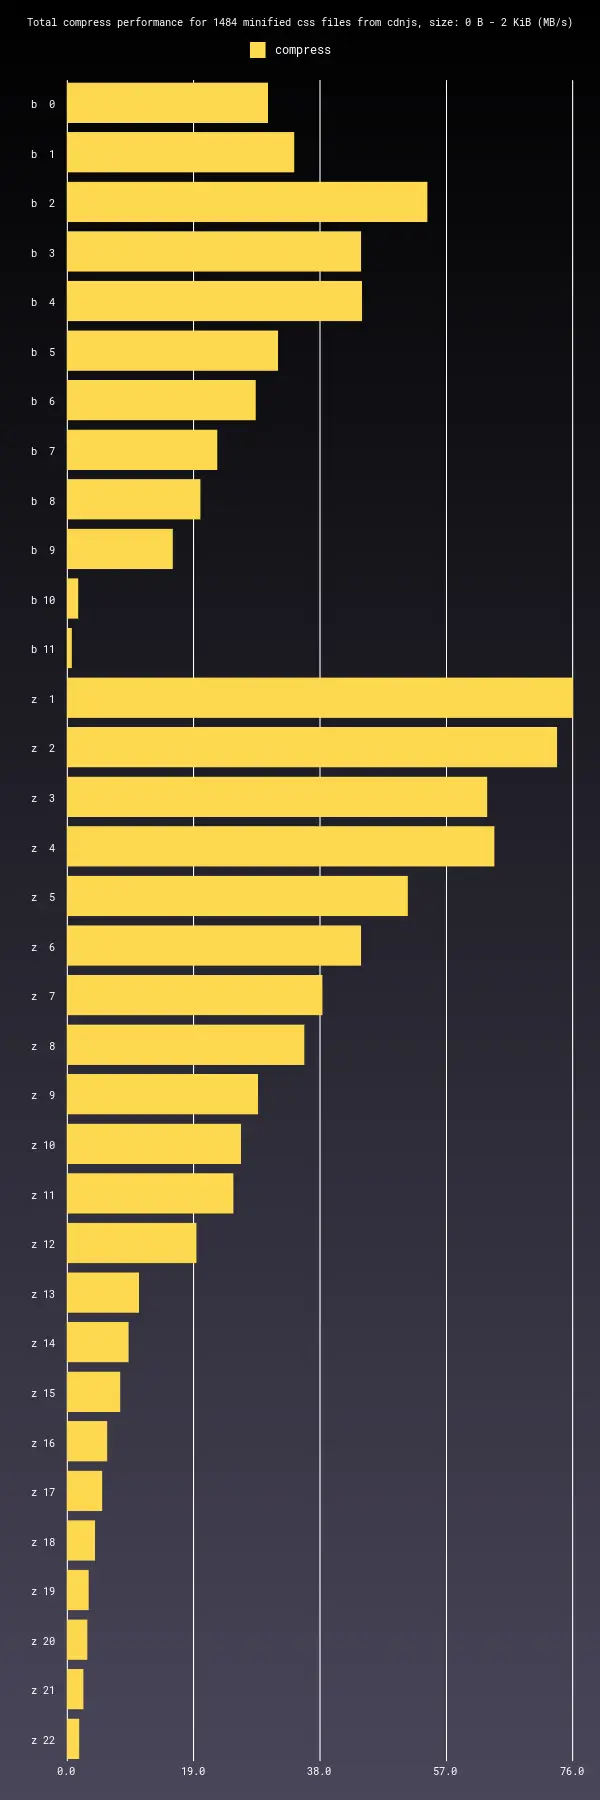 Total compress performance for 1484 minified css files from cdnjs, size: 0 B - 2 KiB (MB/s)
compress
b 0
b 1
b 2
b 3
b 4
b 5
b 6
b 7
b 8
b 9
b 10
b 11
z 1
z 2
z 3
z 4
z 5
z 6
z 7
z 8
z 9
z 10
z 11
z 12
z 13
z 14
z 15
z 16
z 17
z 18
z 19
z 20
z 21
z 22
0.0 19.0 38.0 57.0 76.0